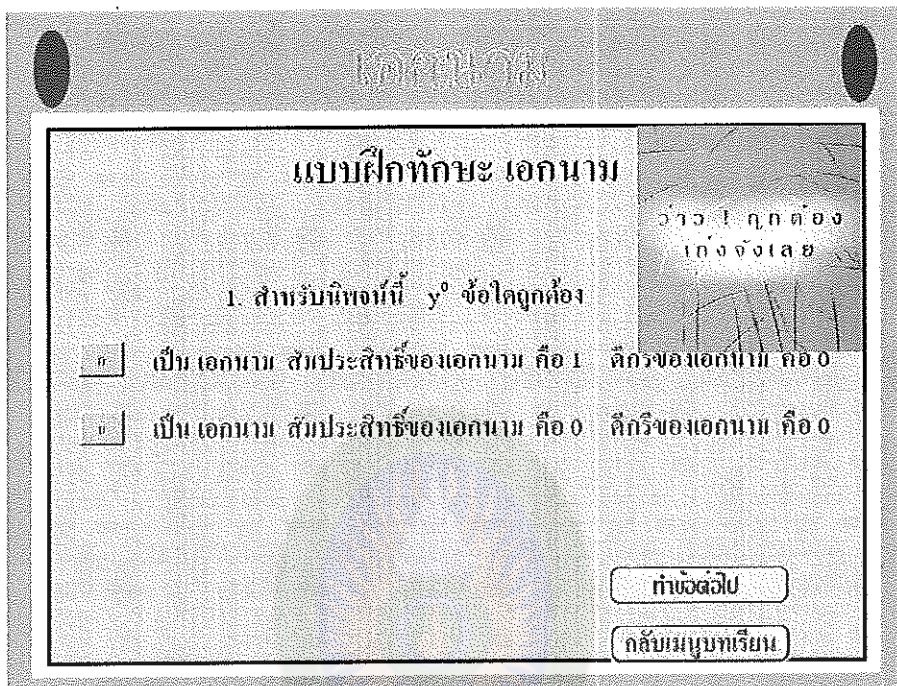 เอกนาม
แบบฝึกทักษะ เอกนาม
ว้าว ! ถูกต้อง
เก่งจังเลย
1. สำหรับนิพจน์นี้ y⁰ ข้อใดถูกต้อง
ก เป็น เอกนาม สัมประสิทธิ์ของเอกนาม คือ 1 ดีกรีของเอกนาม คือ 0
ข เป็น เอกนาม สัมประสิทธิ์ของเอกนาม คือ 0 ดีกรีของเอกนาม คือ 0
ทำข้อต่อไป
กลับเมนูบทเรียน